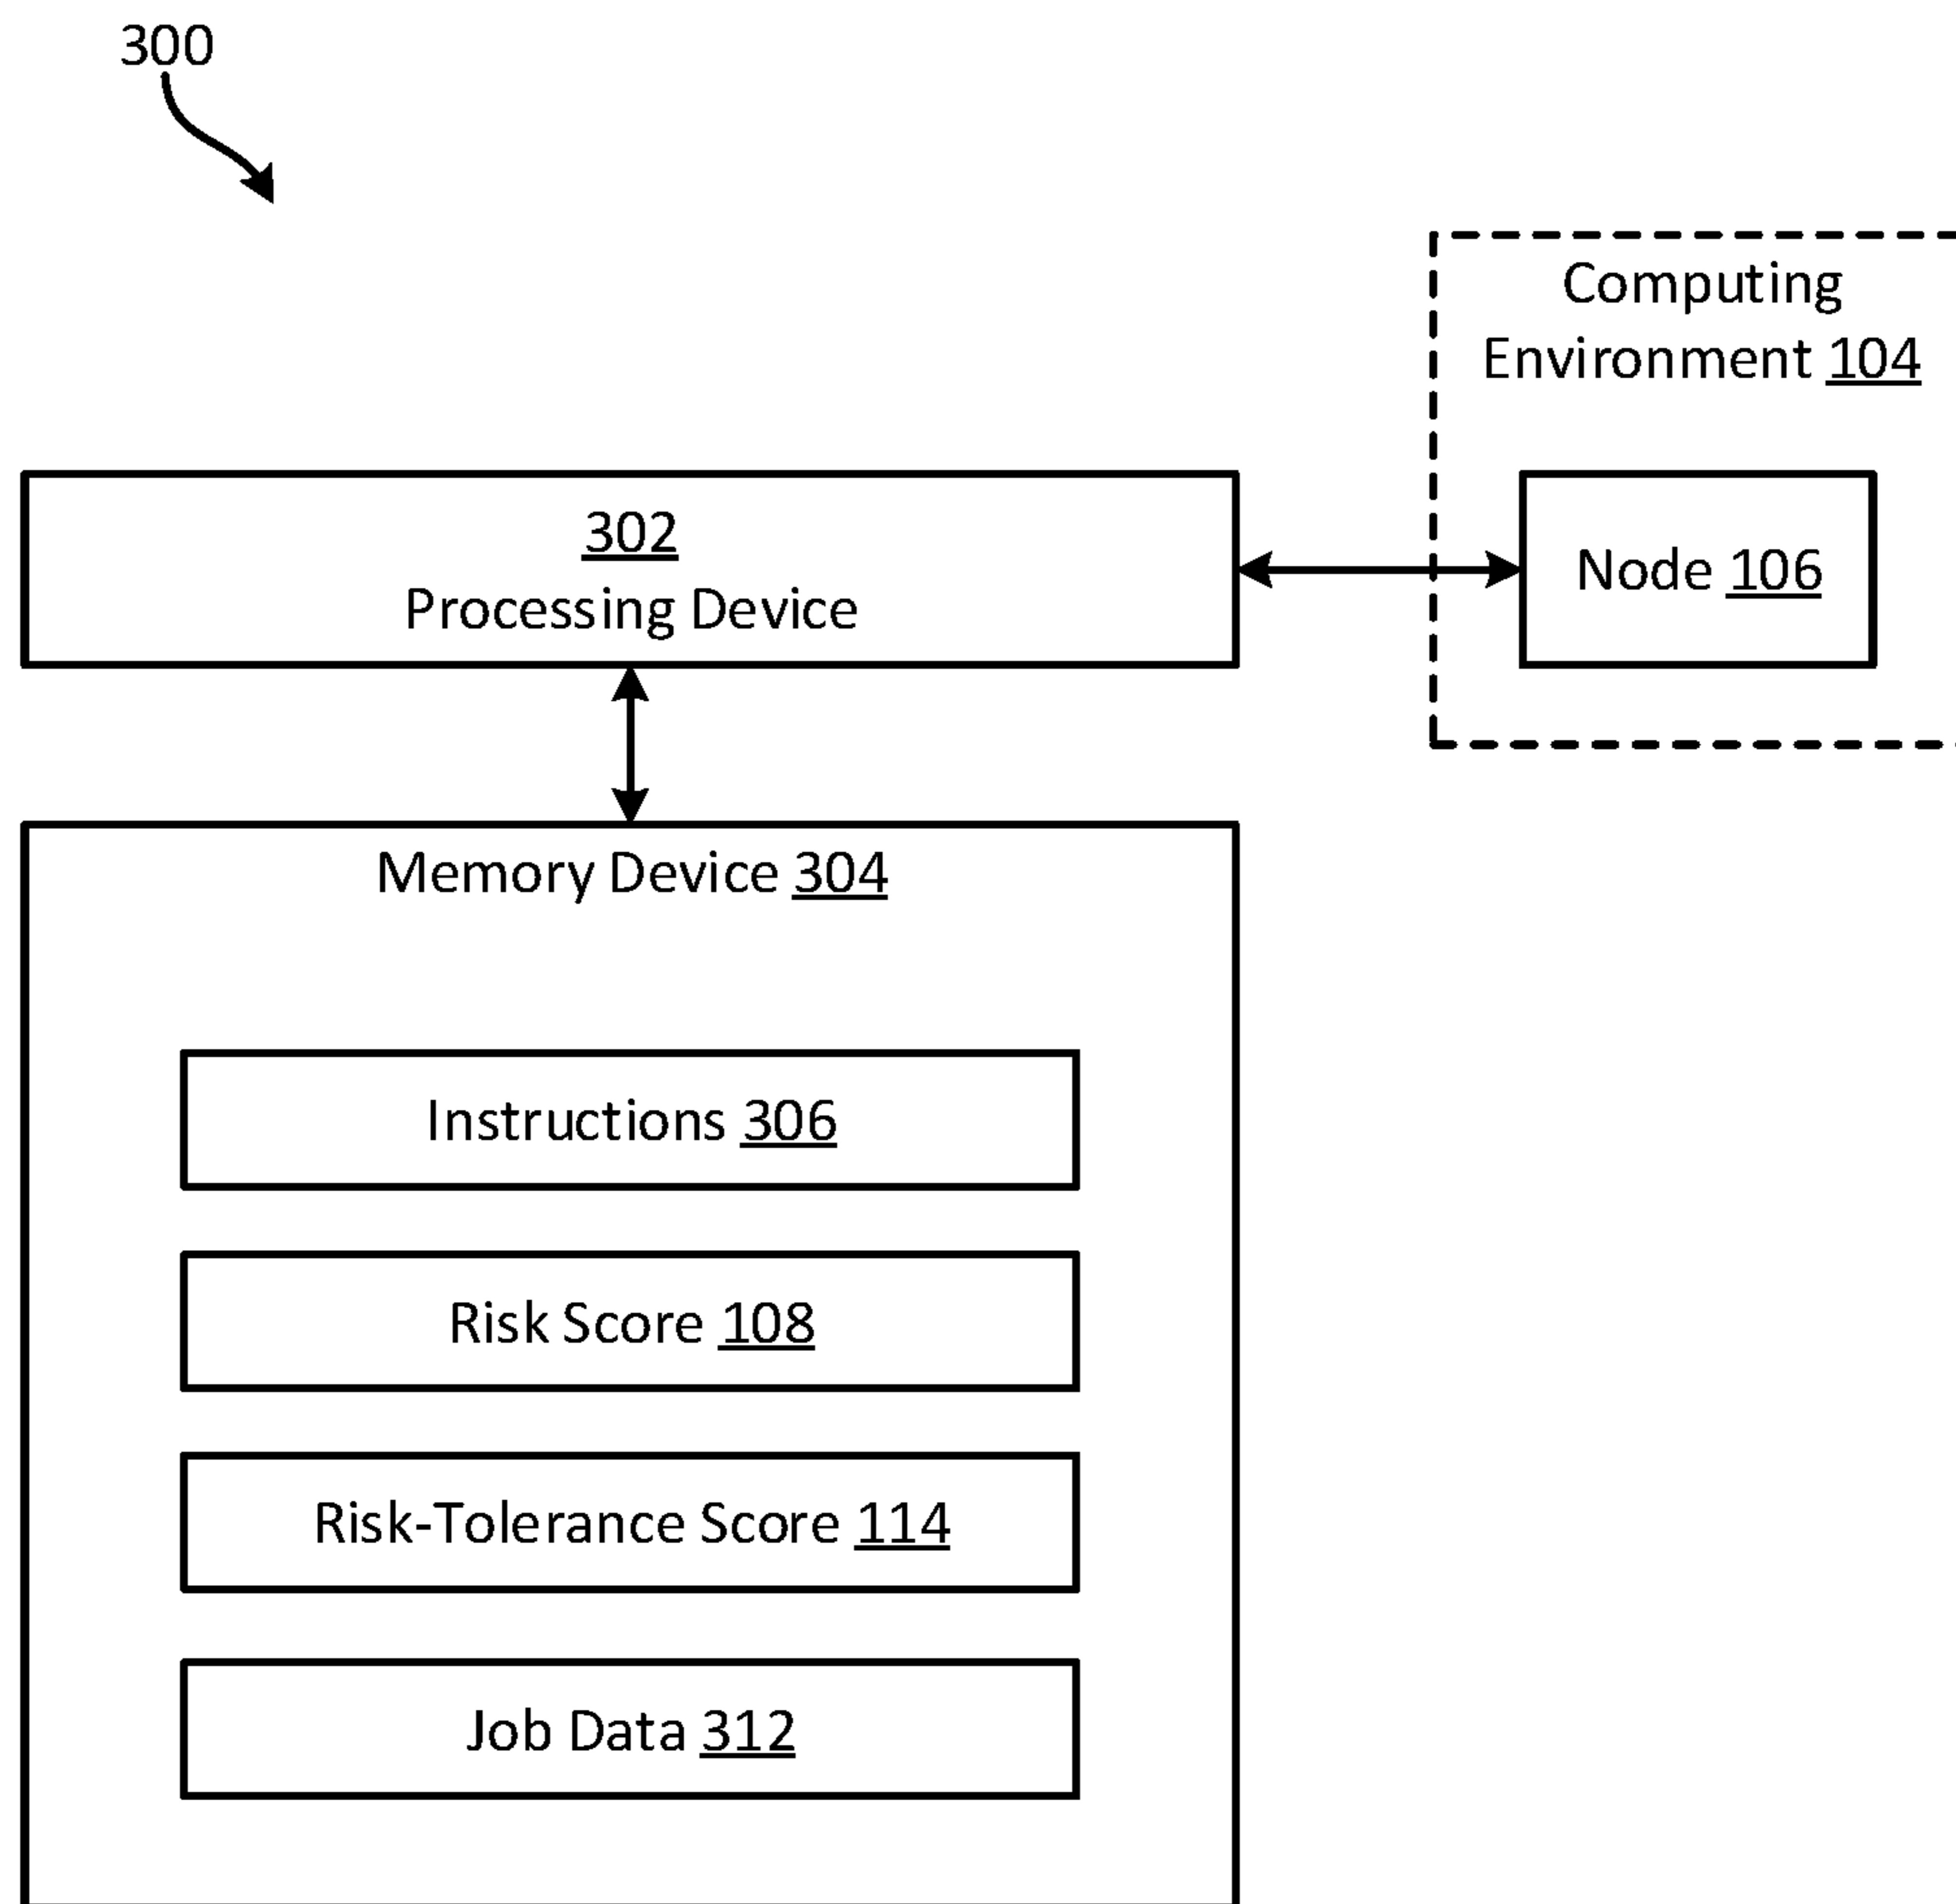 300
Computing
Environment 104
302
Processing Device
Node 106
Memory Device 304
Instructions 306
Risk Score 108
Risk-Tolerance Score 114
Job Data 312